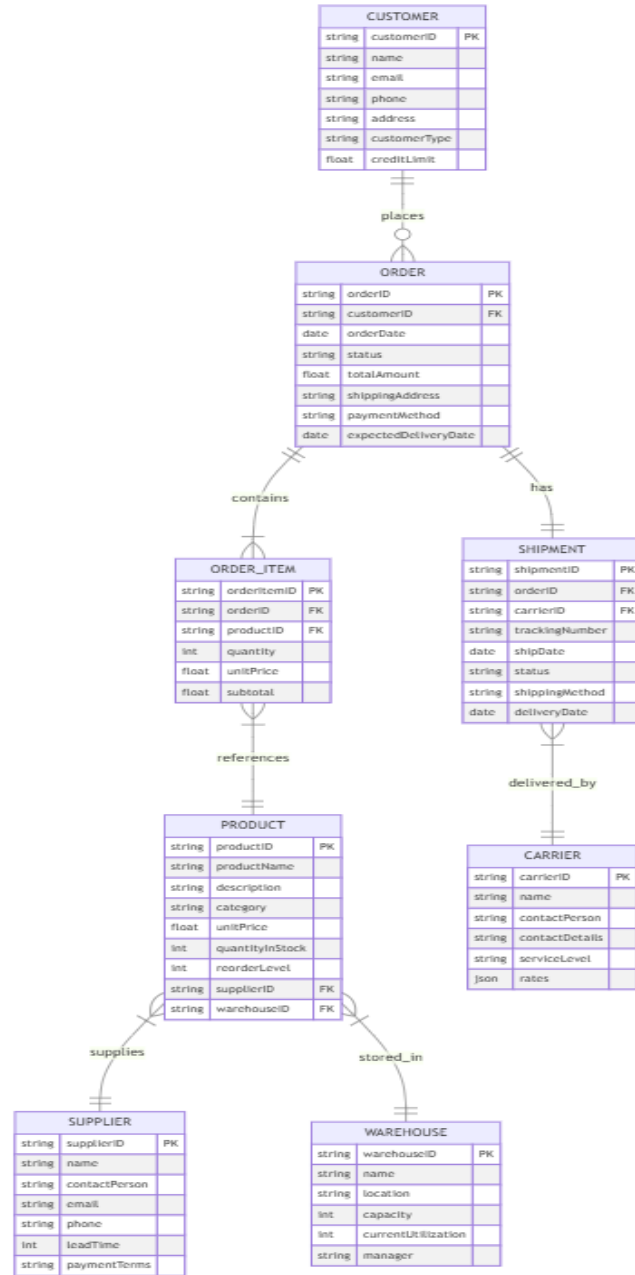 CUSTOMER
string customerID PK
string name
string email
string phone
string address
string customerType
float creditLimit
places
ORDER
string orderID PK
string customerID FK
date orderDate
string status
float totalAmount
string shippingAddress
string paymentMethod
date expectedDeliveryDate
contains
has
ORDER_ITEM
string orderItemID PK
string orderID FK
string productID FK
int quantity
float unitPrice
float subtotal
SHIPMENT
string shipmentID PK
string orderID FK
string carrierID FK
string trackingNumber
date shipDate
string status
string shippingMethod
date deliveryDate
references
delivered_by
PRODUCT
string productID PK
string productName
string description
string category
float unitPrice
int quantityInStock
int reorderLevel
string supplierID FK
string warehouseID FK
CARRIER
string carrierID PK
string name
string contactPerson
string contactDetails
string serviceLevel
json rates
supplies
stored_in
SUPPLIER
string supplierID PK
string name
string contactPerson
string email
string phone
int leadTime
string paymentTerms
WAREHOUSE
string warehouseID PK
string name
string location
int capacity
int currentUtilization
string manager